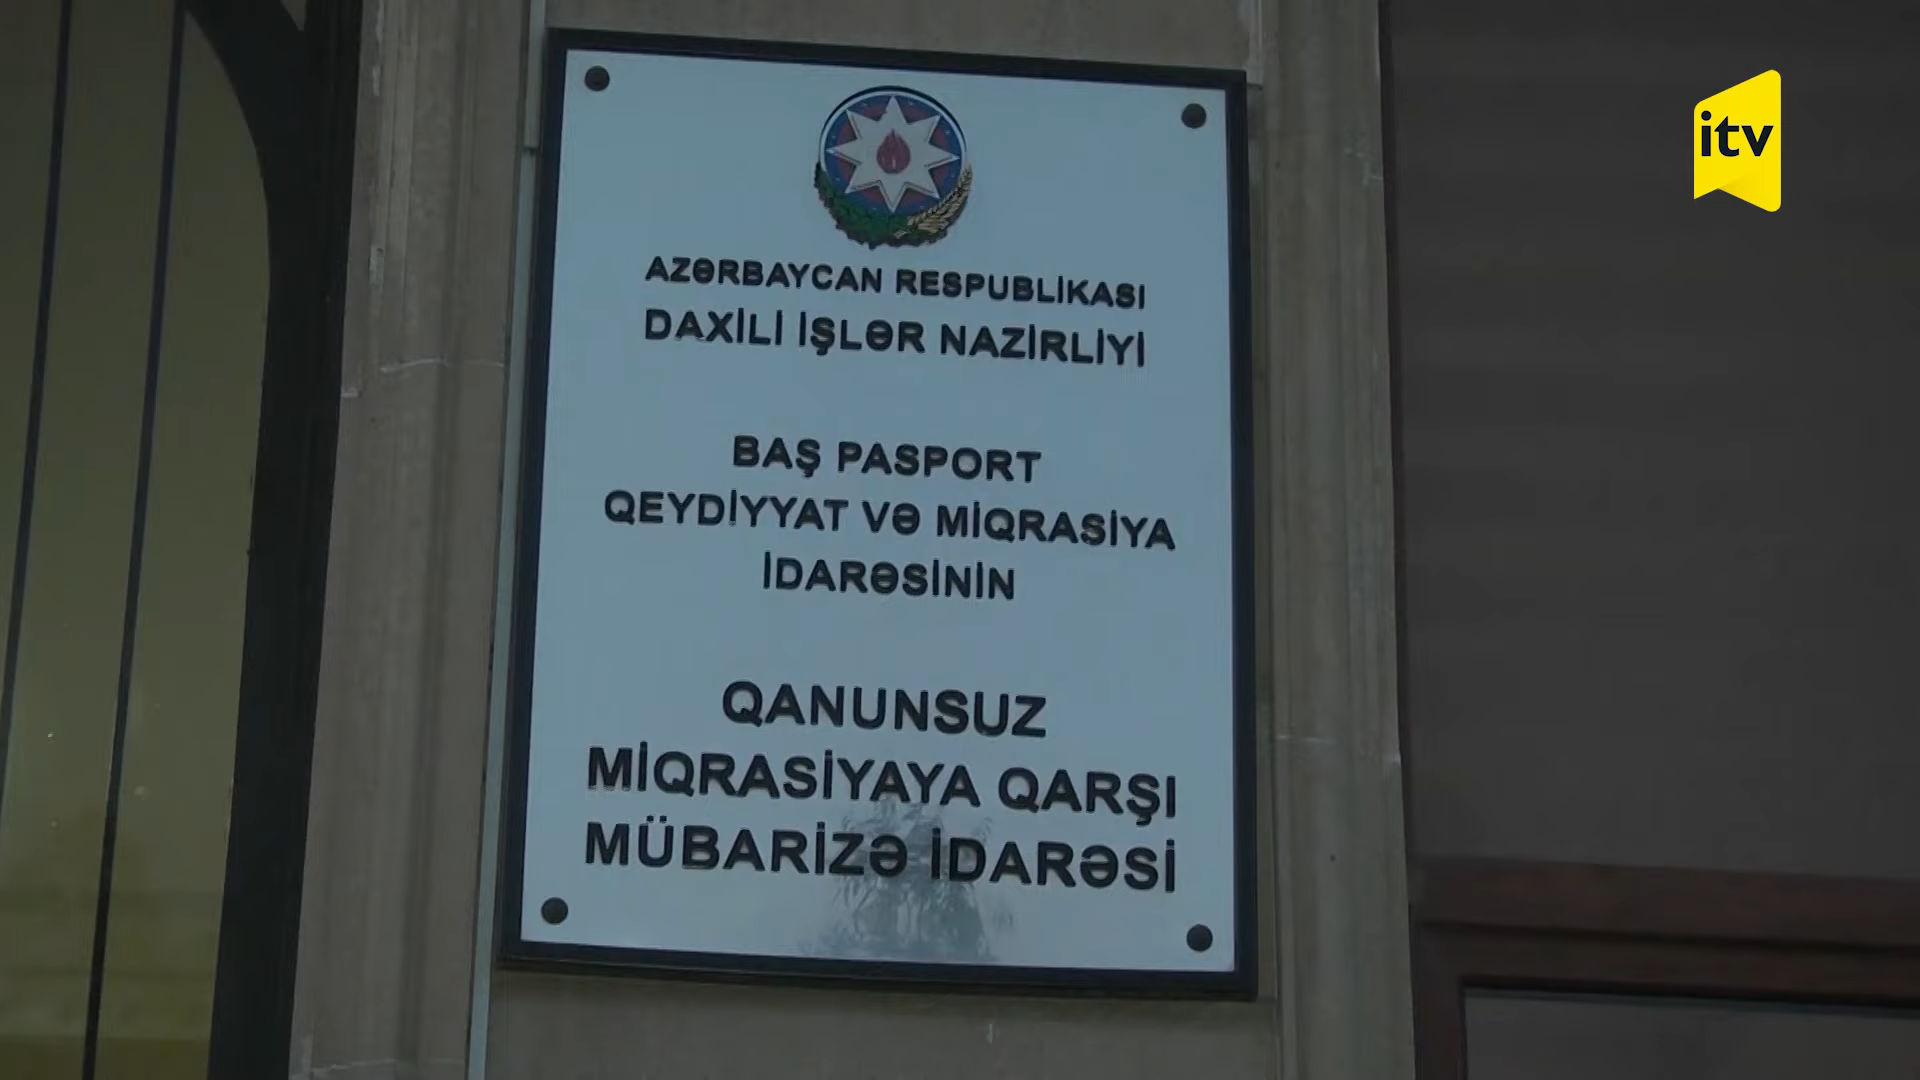 itv
AZƏRBAYCAN RESPUBLİKASI
DAXİLİ İŞLƏR NAZİRLİYİ
BAŞ PASPORT
QEYDİYYAT VƏ MİQRASİYA
İDARƏSİNİN
QANUNSUZ
MİQRASİYAYA QARŞI
MÜBARİZƏ İDARƏSİ